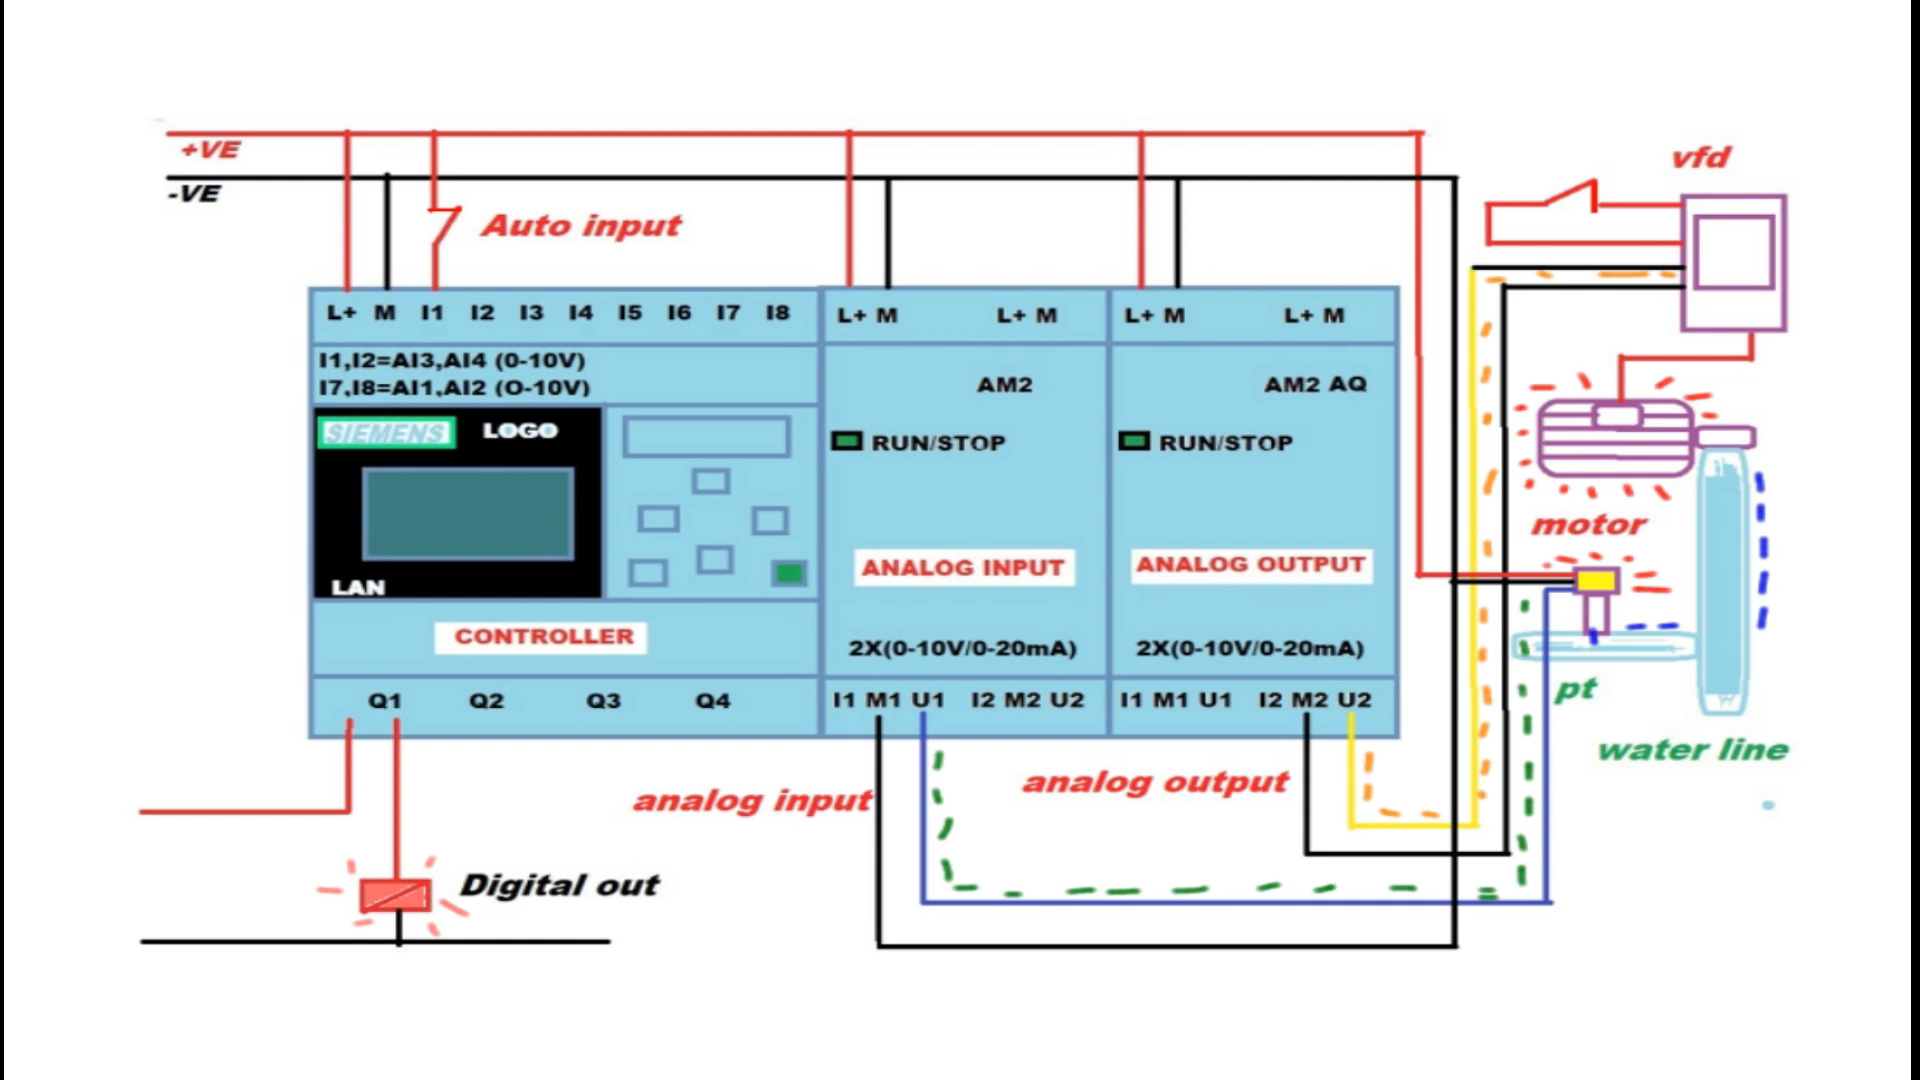 +VE
-VE
vfd
Auto input
L+ M I1 I2 I3 I4 I5 I6 I7 I8
L+ M L+ M
L+ M L+ M
I1,I2=AI3,AI4 (0-10V)
I7,I8=AI1,AI2 (O-10V)
AM2
AM2 AQ
SIEMENS LOGO
RUN/STOP
RUN/STOP
motor
ANALOG INPUT
ANALOG OUTPUT
LAN
CONTROLLER
2X(0-10V/0-20mA)
2X(0-10V/0-20mA)
pt
Q1 Q2 Q3 Q4
I1 M1 U1 I2 M2 U2
I1 M1 U1 I2 M2 U2
water line
analog input
analog output
Digital out